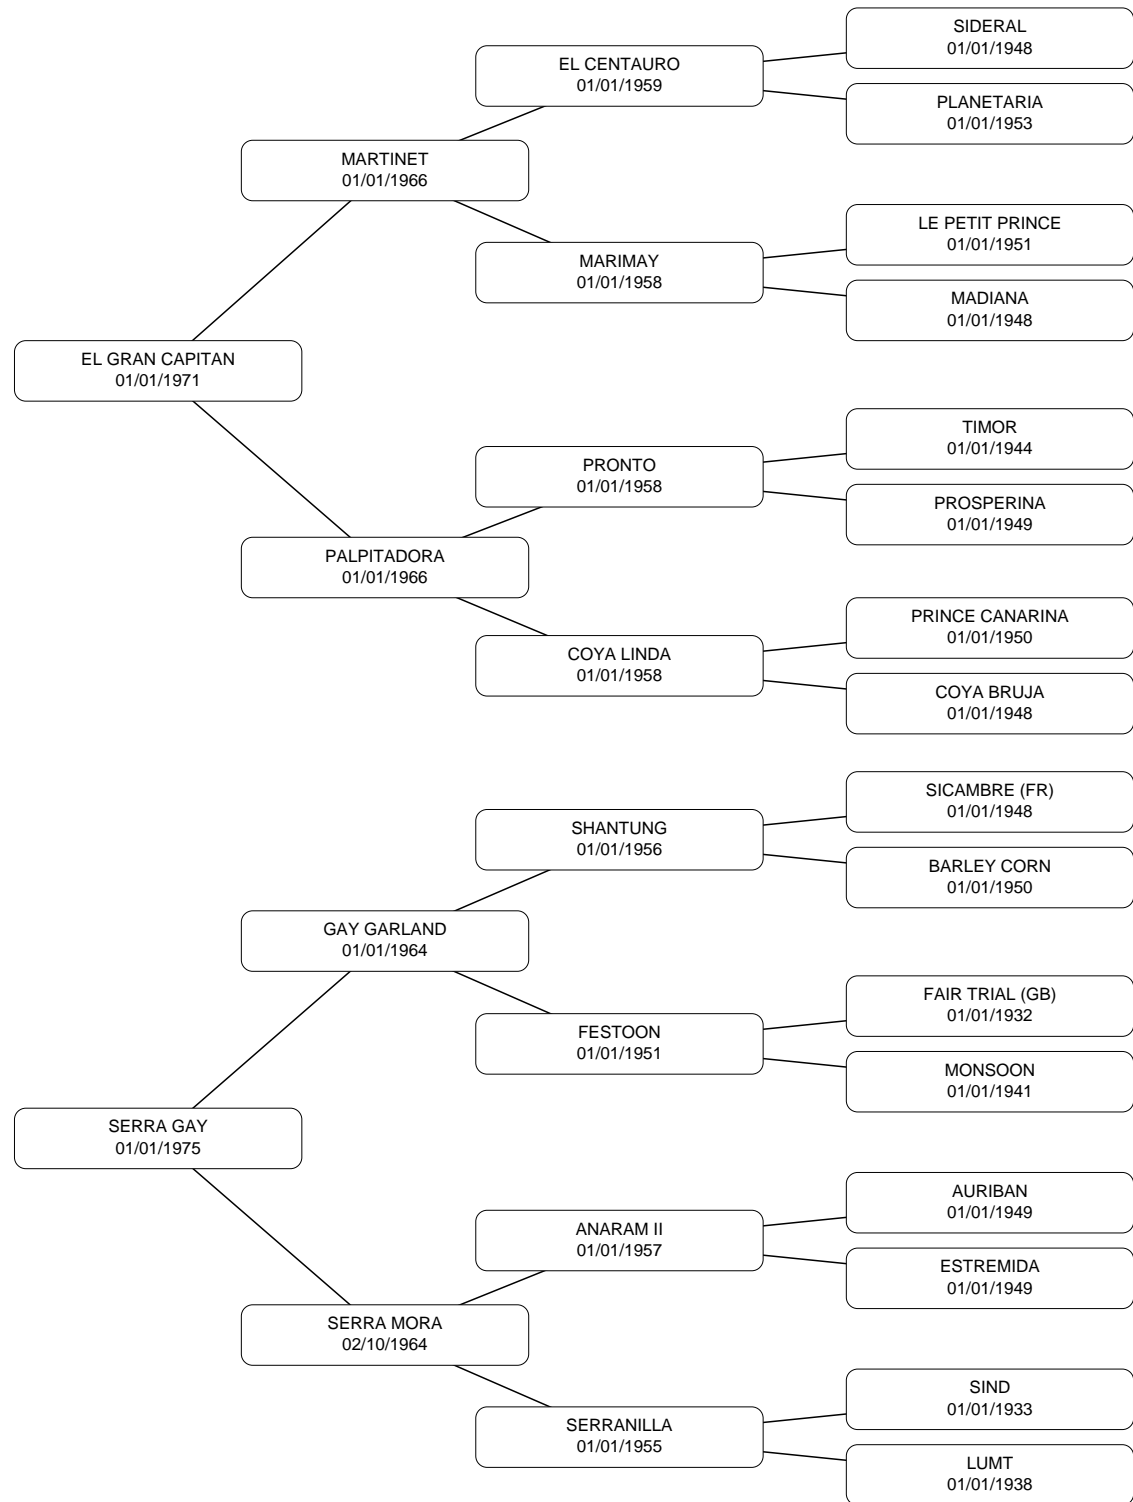 SIDERAL
01/01/1948
EL CENTAURO
01/01/1959
PLANETARIA
01/01/1953
MARTINET
01/01/1966
LE PETIT PRINCE
01/01/1951
MARIMAY
01/01/1958
MADIANA
01/01/1948
EL GRAN CAPITAN
01/01/1971
TIMOR
01/01/1944
PRONTO
01/01/1958
PROSPERINA
01/01/1949
PALPITADORA
01/01/1966
PRINCE CANARINA
01/01/1950
COYA LINDA
01/01/1958
COYA BRUJA
01/01/1948
SICAMBRE (FR)
01/01/1948
SHANTUNG
01/01/1956
BARLEY CORN
01/01/1950
GAY GARLAND
01/01/1964
FAIR TRIAL (GB)
01/01/1932
FESTOON
01/01/1951
MONSOON
01/01/1941
SERRA GAY
01/01/1975
AURIBAN
01/01/1949
ANARAM II
01/01/1957
ESTREMIDA
01/01/1949
SERRA MORA
02/10/1964
SIND
01/01/1933
SERRANILLA
01/01/1955
LUMT
01/01/1938